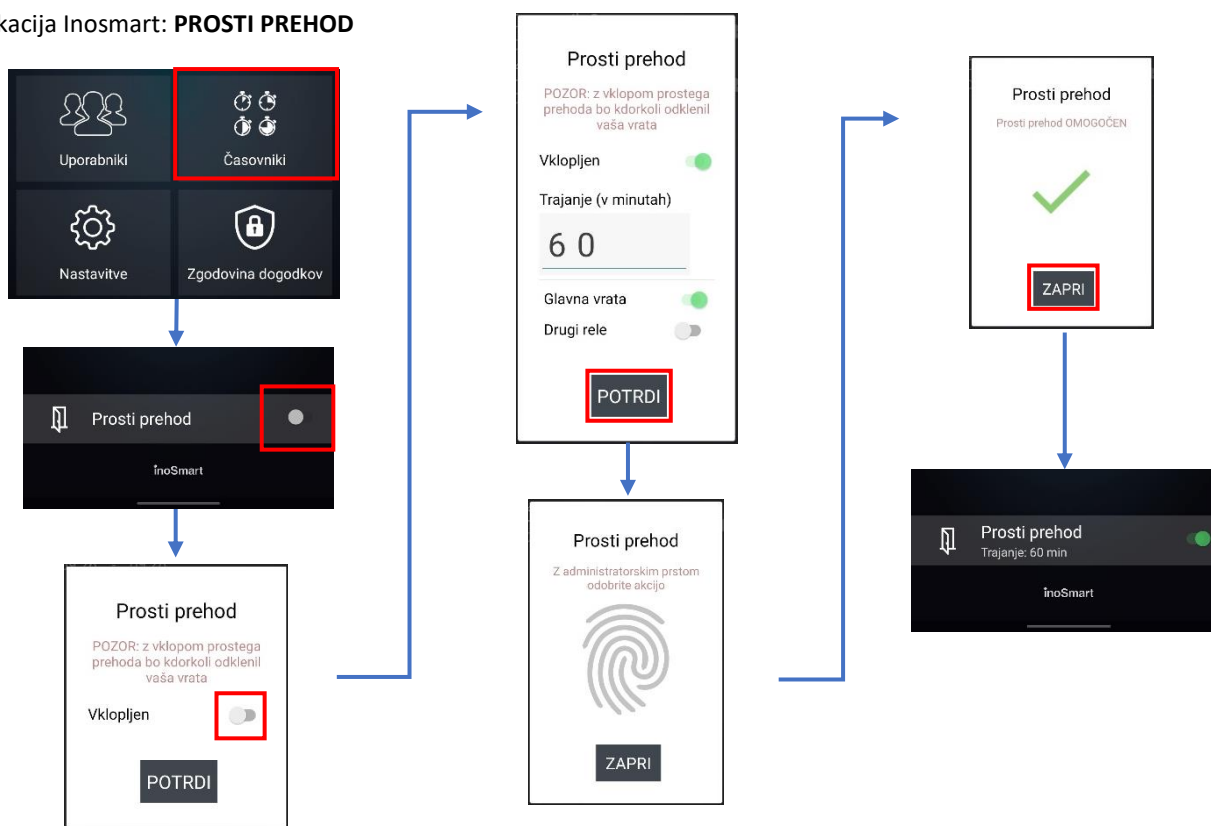 kacija Inosmart: PROSTI PREHOD
Uporabniki
Časovniki
Nastavitve
Zgodovina dogodkov
Prosti prehod
inoSmart
Prosti prehod
POZOR: z vklopom prostega
prehoda bo kdorkoli odklenil
vaša vrata
Vklopljen
POTRDI
Prosti prehod
POZOR: z vklopom prostega
prehoda bo kdorkoli odklenil
vaša vrata
Vklopljen
Trajanje (v minutah)
60
Glavna vrata
Drugi rele
POTRDI
Prosti prehod
Z administratorskim prstom
odobrite akcijo
ZAPRI
Prosti prehod
Prosti prehod OMOGOČEN
ZAPRI
Prosti prehod
Trajanje: 60 min
inoSmart